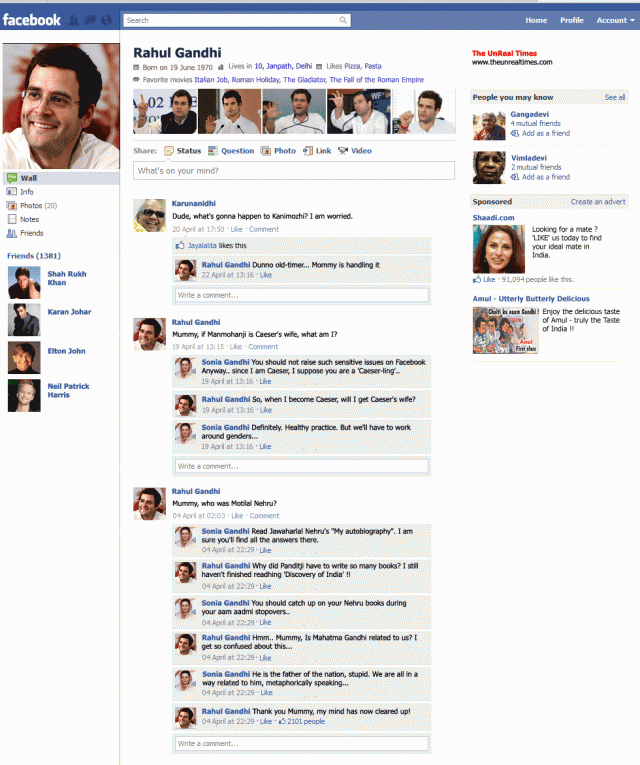 facebook
Search
Home Profile Account
Rahul Gandhi
Born on 19 June 1970 Lives in 10, Janpath, Delhi Likes Pizza, Pasta
Favorite movies Italian Job, Roman Holiday, The Gladiator, The Fall of the Roman Empire
Share: Status Question Photo Link Video
What's on your mind?
Wall
Info
Photos (20)
Notes
Friends
Friends (1381)
Shah Rukh
Khan
Karan Johar
Elton John
Neil Patrick
Harris
Karunanidhi
Dude, what's gonna happen to Kanimozhi? I am worried.
20 April at 17:50 · Like · Comment
Jayalalita likes this
Rahul Gandhi Dunno old-timer... Mommy is handling it
22 April at 13:16 · Like
Write a comment...
Rahul Gandhi
Mummy, if Manmohanji is Caeser's wife, what am I?
19 April at 13:15 · Like · Comment
Sonia Gandhi You should not raise such sensitive issues on Facebook
Anyway.. since I am Caeser, I suppose you are a 'Caeser-ling'..
19 April at 13:16 · Like
Rahul Gandhi So, when I become Caeser, will I get Caeser's wife?
19 April at 13:16 · Like
Sonia Gandhi Definitely. Healthy practice. But we'll have to work
around genders...
19 April at 13:16 · Like
Write a comment...
Rahul Gandhi
Mummy, who was Motilal Nehru?
04 April at 02:03 · Like · Comment
Sonia Gandhi Read Jawaharlal Nehru's "My autobiography". I am
sure you'll find all the answers there.
04 April at 22:29 · Like
Rahul Gandhi Why did Panditji have to write so many books? I still
haven't finished readhing 'Discovery of India' !!
04 April at 22:29 · Like
Sonia Gandhi You should catch up on your Nehru books during
your aam aadmi stopovers..
04 April at 22:29 · Like
Rahul Gandhi Hmm.. Mummy, Is Mahatma Gandhi related to us? I
get so confused about this...
04 April at 22:29 · Like
Sonia Gandhi He is the father of the nation, stupid. We are all in a
way related to him, metaphorically speaking...
04 April at 22:29 · Like
Rahul Gandhi Thank you Mummy, my mind has now cleared up!
04 April at 22:29 · Like · 2101 people
Write a comment...
The UnReal Times
www.theunrealtimes.com
People you may know See all
Gangadevi
4 mutual friends
Add as a friend
Vimladevi
2 mutual friends
Add as a friend
Sponsored Create an advert
Shaadi.com
Looking for a mate ?
'LIKE' us today to find
your ideal mate in
India.
Like · 91,094 people like this.
Amul - Utterly Butterly Delicious
Enjoy the delicious taste
of Amul - truly the Taste
of India !!
Amul
First class